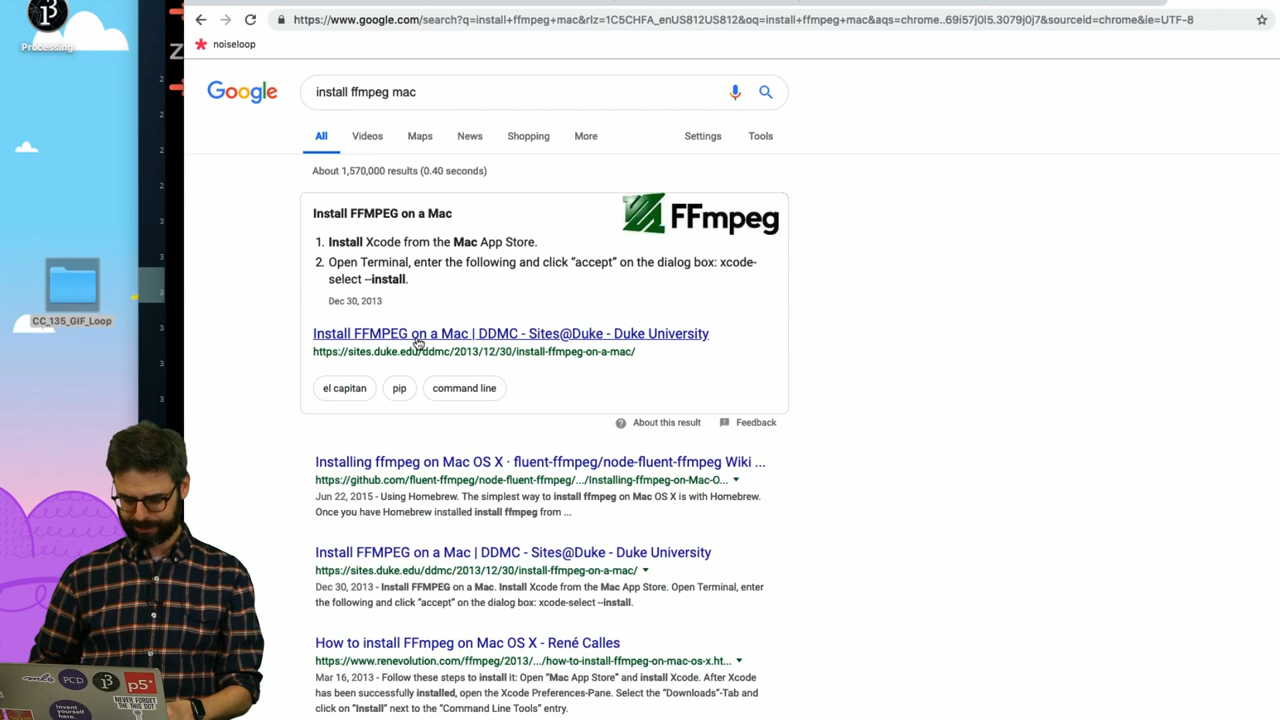 Processing
https://www.google.com/search?q=install+ffmpeg+mac&rlz=1C5CHFA_enUS812US812&oq=install+ffmpeg+mac&aqs=chrome..69i57j0l5.3079j0j7&sourceid=chrome&ie=UTF-8
noiseloop
Google
install ffmpeg mac
All Videos Maps News Shopping More Settings Tools
About 1,570,000 results (0.40 seconds)
Install FFMPEG on a Mac
FFmpeg
1. Install Xcode from the Mac App Store.
2. Open Terminal, enter the following and click “accept” on the dialog box: xcode-
select --install.
Dec 30, 2013
Install FFMPEG on a Mac | DDMC - Sites@Duke - Duke University
https://sites.duke.edu/ddmc/2013/12/30/install-ffmpeg-on-a-mac/
el capitan pip command line
About this result Feedback
CC_135_GIF_Loop
Installing ffmpeg on Mac OS X · fluent-ffmpeg/node-fluent-ffmpeg Wiki ...
https://github.com/fluent-ffmpeg/node-fluent-ffmpeg/.../Installing-ffmpeg-on-Mac-O...
Jun 22, 2015 - Using Homebrew. The simplest way to install ffmpeg on Mac OS X is with Homebrew.
Once you have Homebrew installed install ffmpeg from ...
Install FFMPEG on a Mac | DDMC - Sites@Duke - Duke University
https://sites.duke.edu/ddmc/2013/12/30/install-ffmpeg-on-a-mac/
Dec 30, 2013 - Install FFMPEG on a Mac. Install Xcode from the Mac App Store. Open Terminal, enter
the following and click “accept” on the dialog box: xcode-select --install.
How to install FFmpeg on Mac OS X - René Calles
https://www.renevolution.com/ffmpeg/2013/.../how-to-install-ffmpeg-on-mac-os-x.ht...
Mar 16, 2013 - Follow these steps to install it: Open “Mac App Store” and install Xcode. After Xcode
has been successfully installed, open the Xcode Preferences-Pane. Select the “Downloads”-Tab and
click on “Install” next to the “Command Line Tools” entry.
mls PCD p5*
NEVER FORGET
THE THIS DOT
Insert yourself
here.